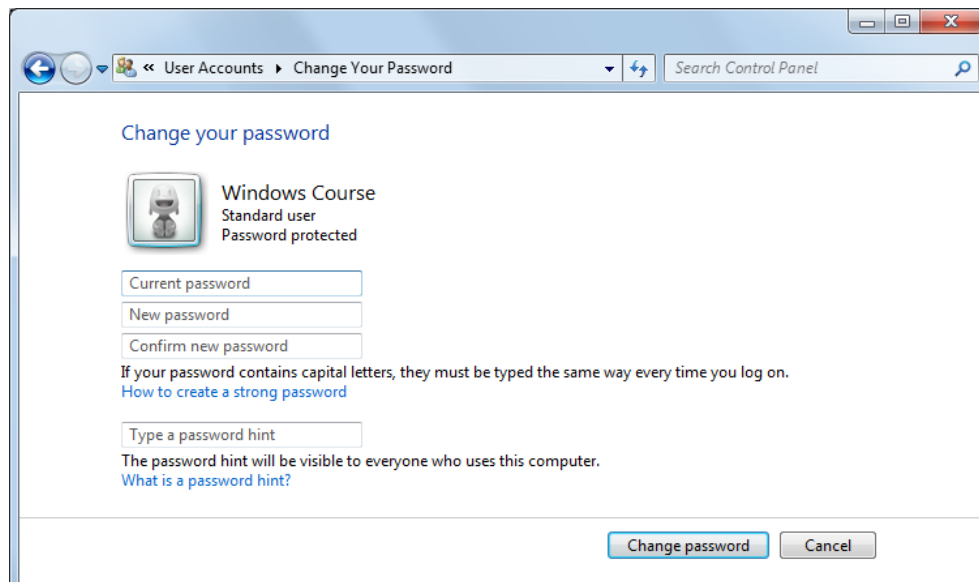 « User Accounts ▸ Change Your Password Search Control Panel
Change your password
Windows Course
Standard user
Password protected
Current password
New password
Confirm new password
If your password contains capital letters, they must be typed the same way every time you log on.
How to create a strong password
Type a password hint
The password hint will be visible to everyone who uses this computer.
What is a password hint?
Change password Cancel